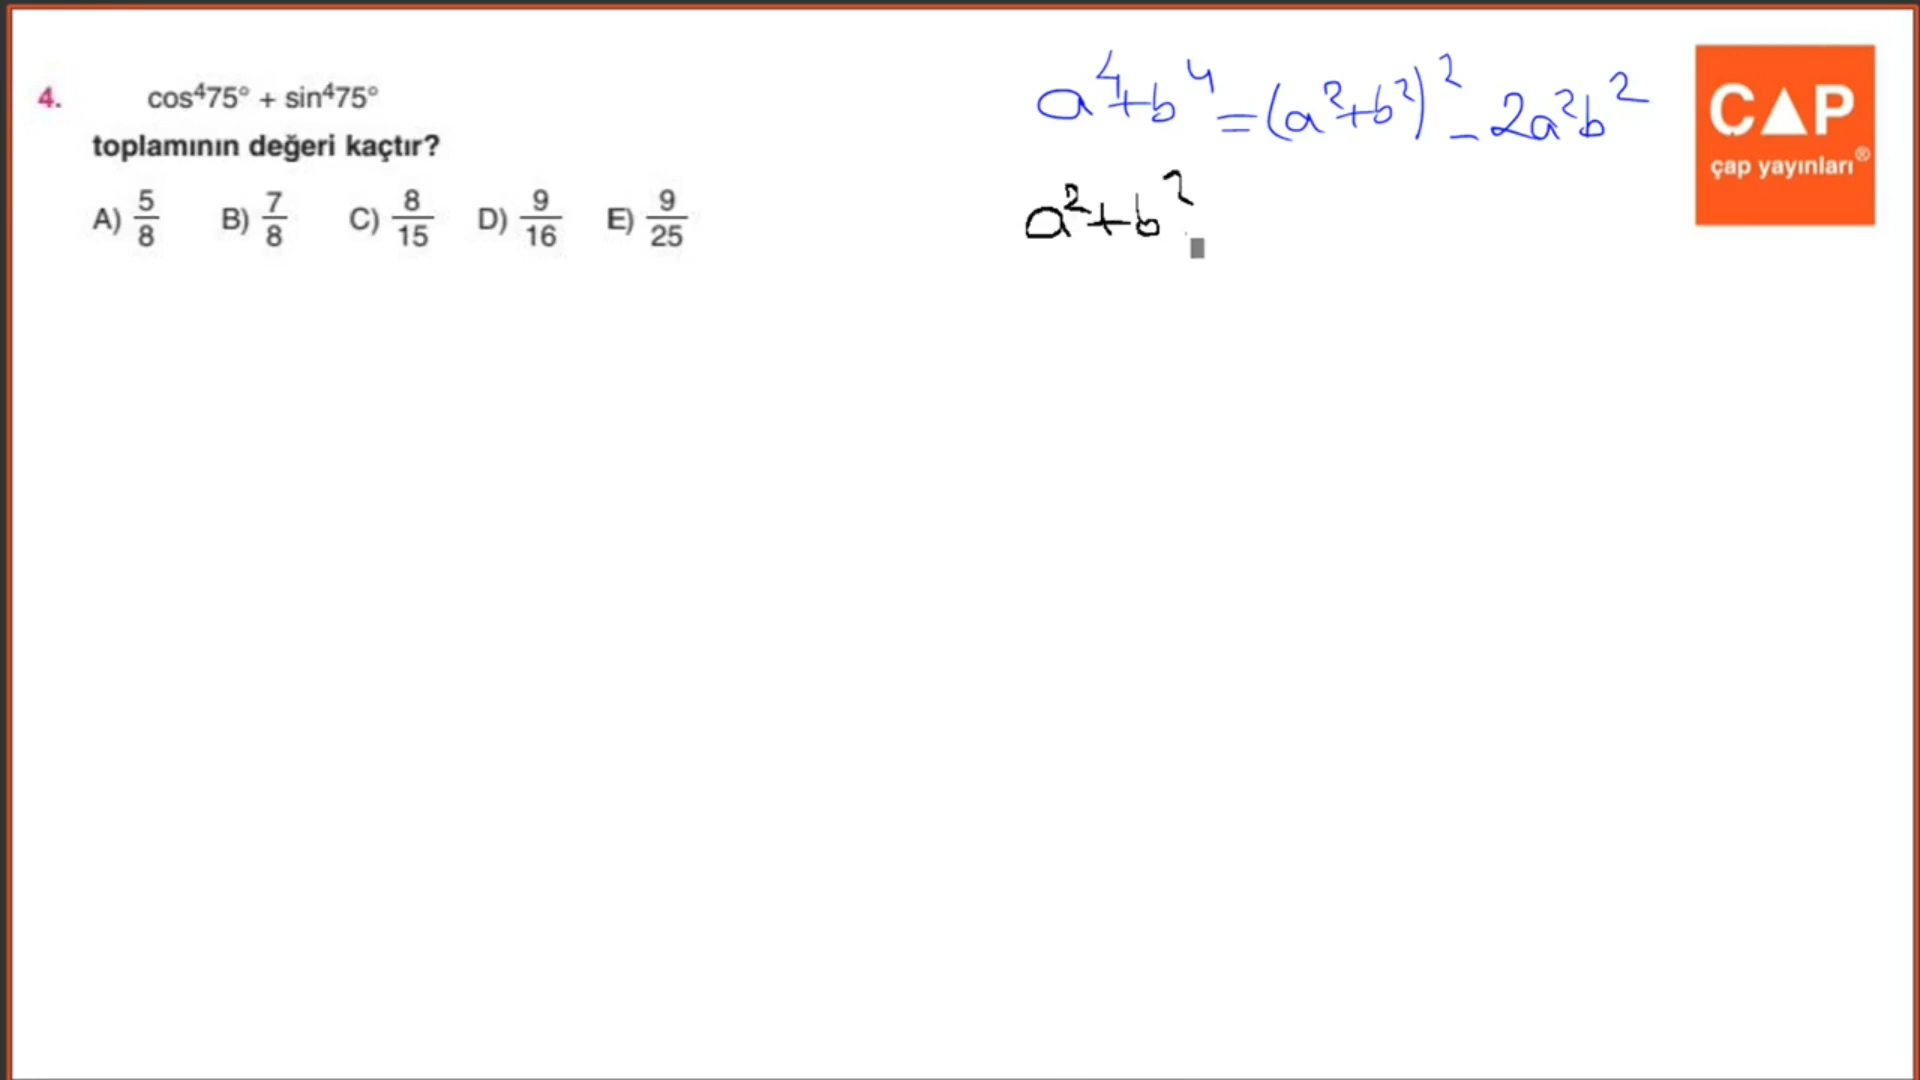 4. cos⁴75° + sin⁴75°
toplamının değeri kaçtır?
A) 5/8 B) 7/8 C) 8/15 D) 9/16 E) 9/25
a⁴+b⁴=(a²+b²)²-2a²b²
a²+b²
CAP
çap yayınları®